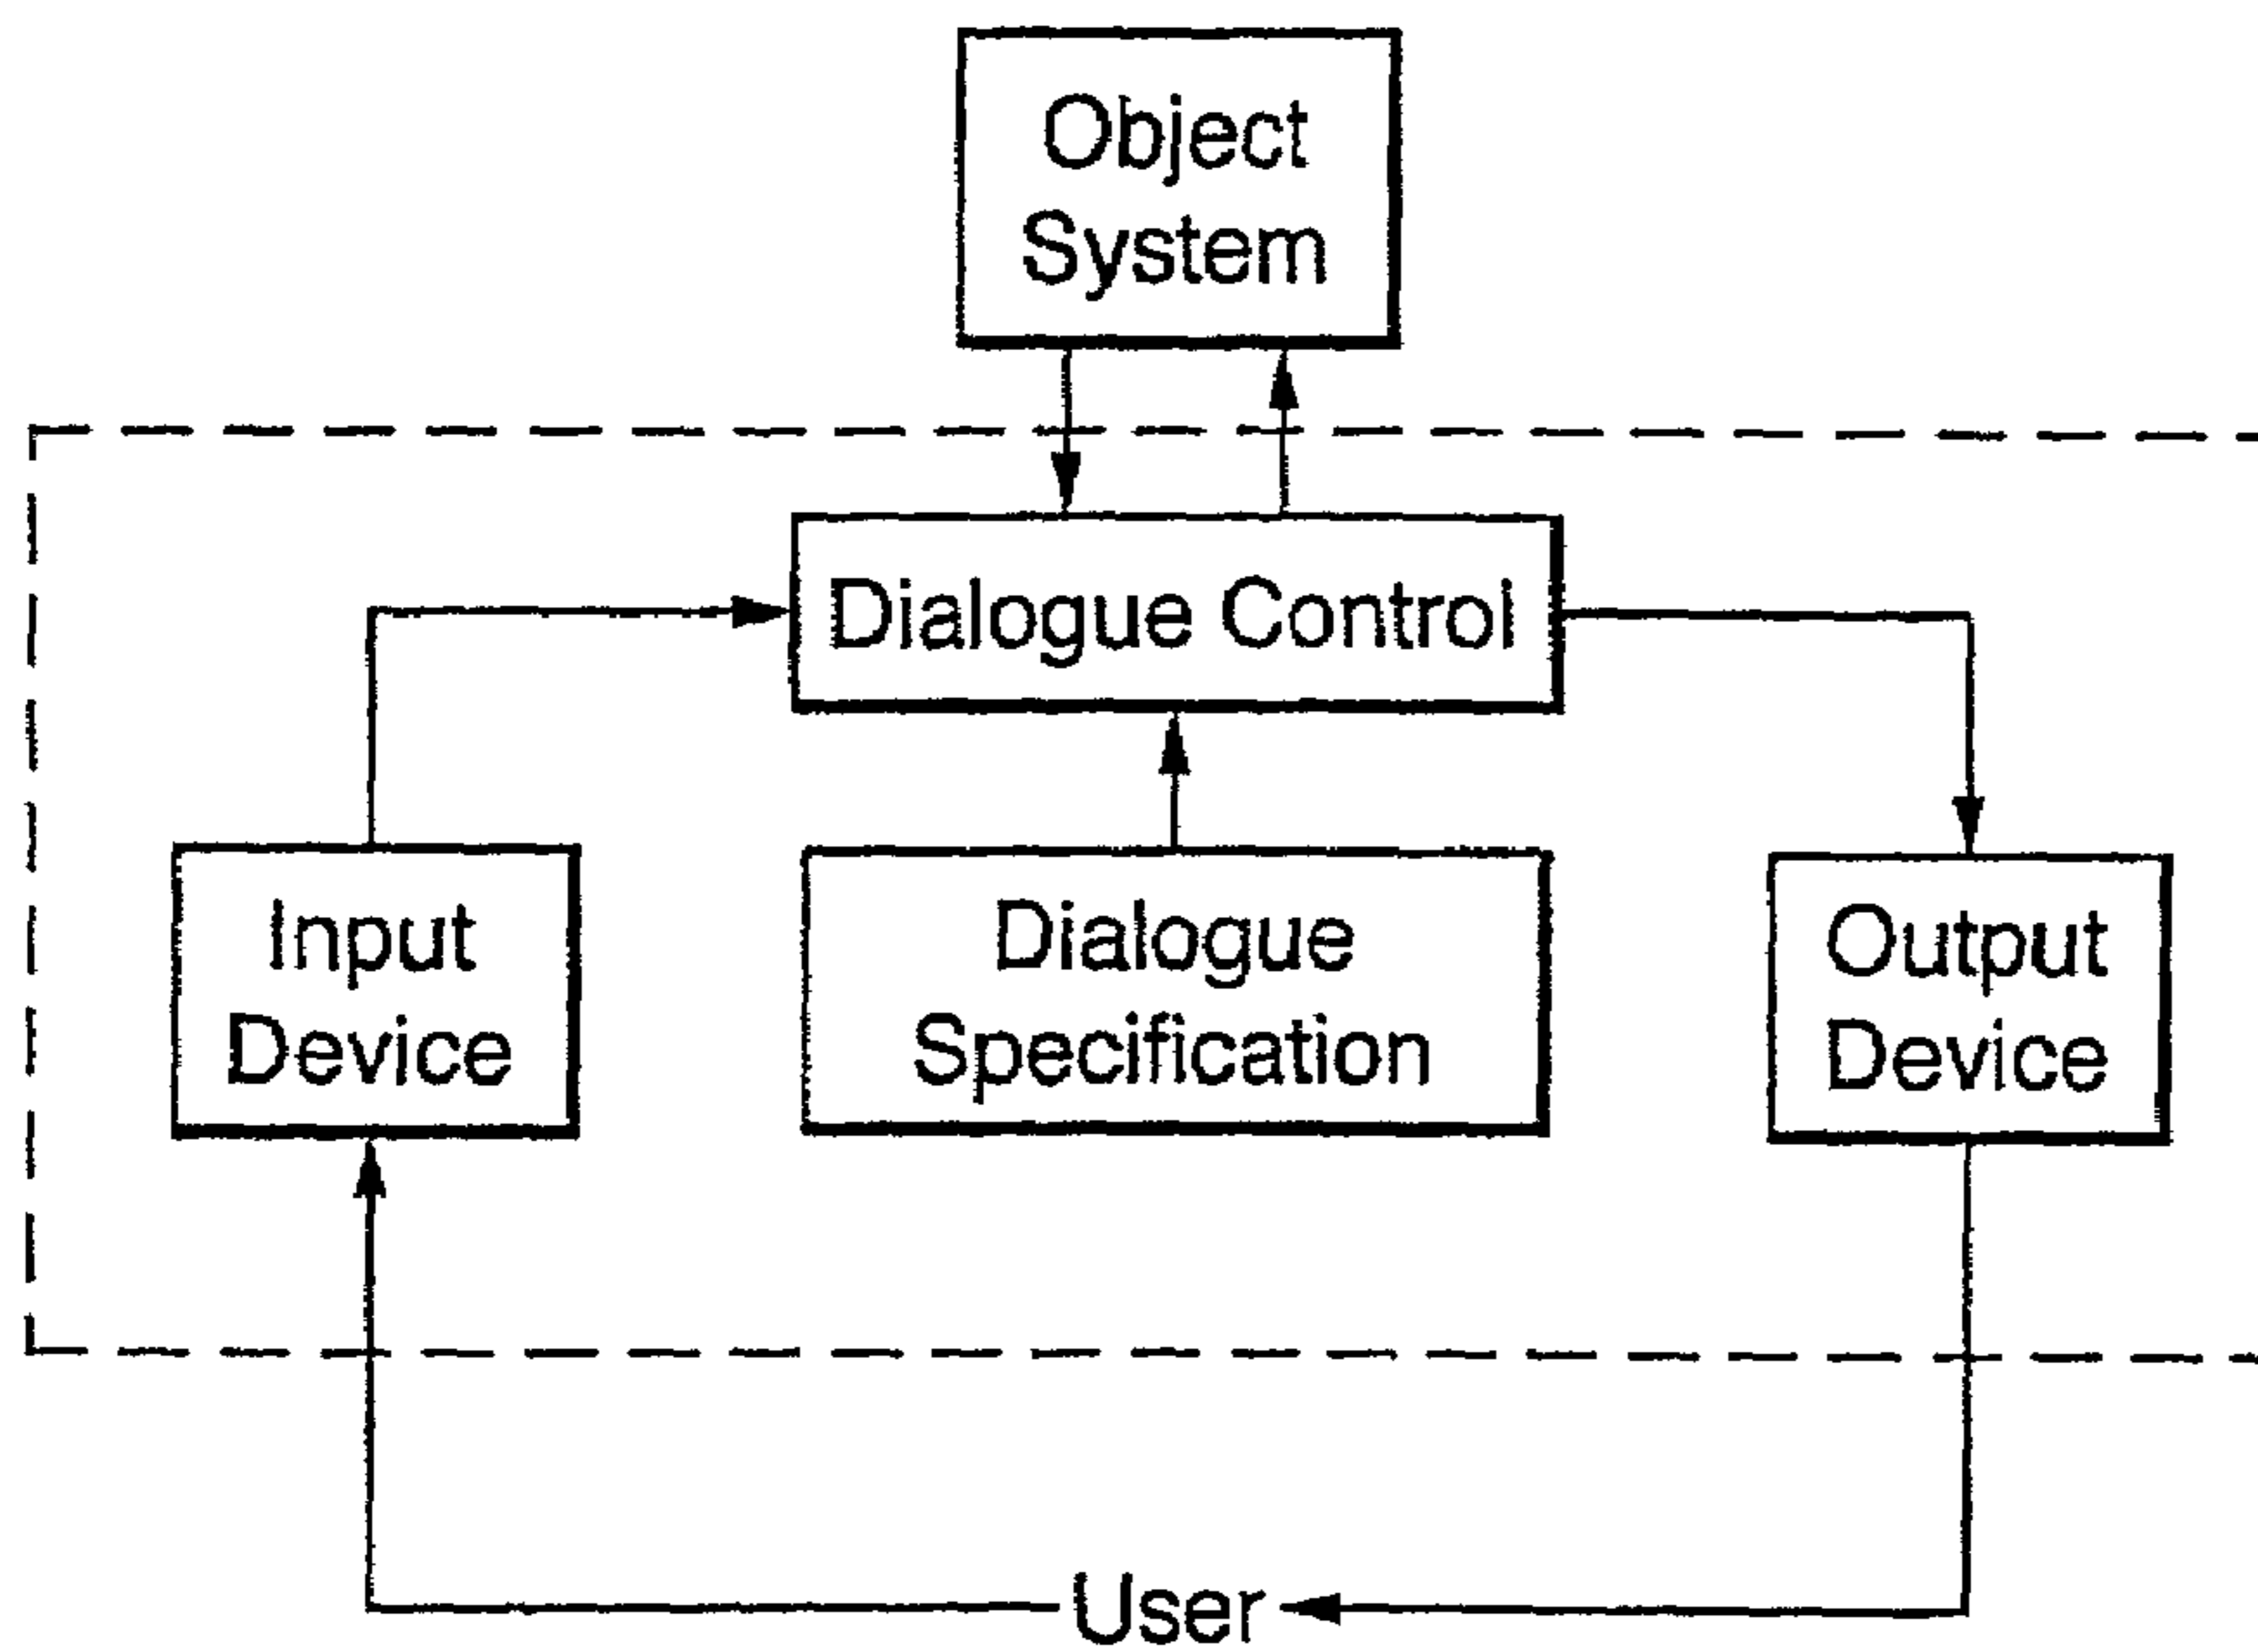 Object
System
Dialogue Control
Input
Device
Dialogue
Specification
Output
Device
User